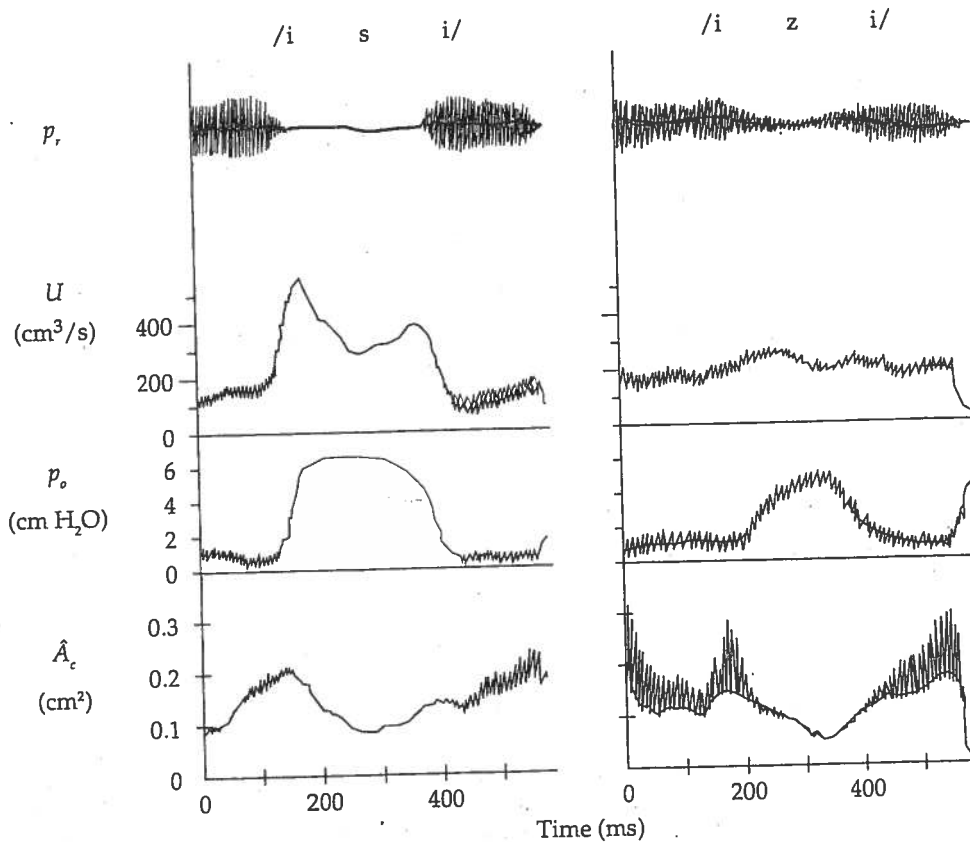 /i s i/ /i z i/
p_r
U
(cm³/s)
400
200
0
p_o
(cm H₂O)
6
4
2
0
Â_c
(cm²)
0.3
0.2
0.1
0
0 200 400 0 200 400
Time (ms)